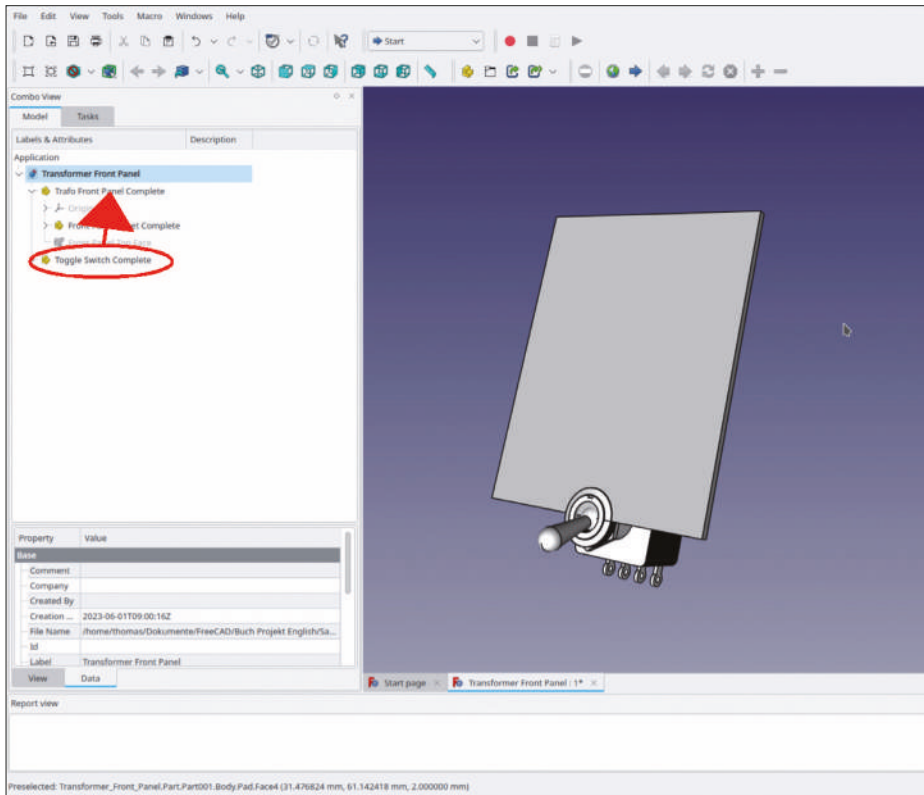 File Edit View Tools Macro Windows Help
Start
Combo View
Model Tasks
Labels & Attributes Description
Application
Transformer Front Panel
Trafo Front Panel Complete
Toggle Switch Complete
Property Value
Base
Comment
Company
Created By
Creation ... 2023-06-01T09:00:16Z
File Name /home/thomas/Dokumente/FreeCAD/Buch Projekt English/Sa...
Id
Label Transformer Front Panel
View Data
Start page Transformer Front Panel : 1*
Report view
Preselected: Transformer_Front_Panel.Part.Part001.Body.Pad.Face4 (31.476824 mm, 61.142418 mm, 2.000000 mm)